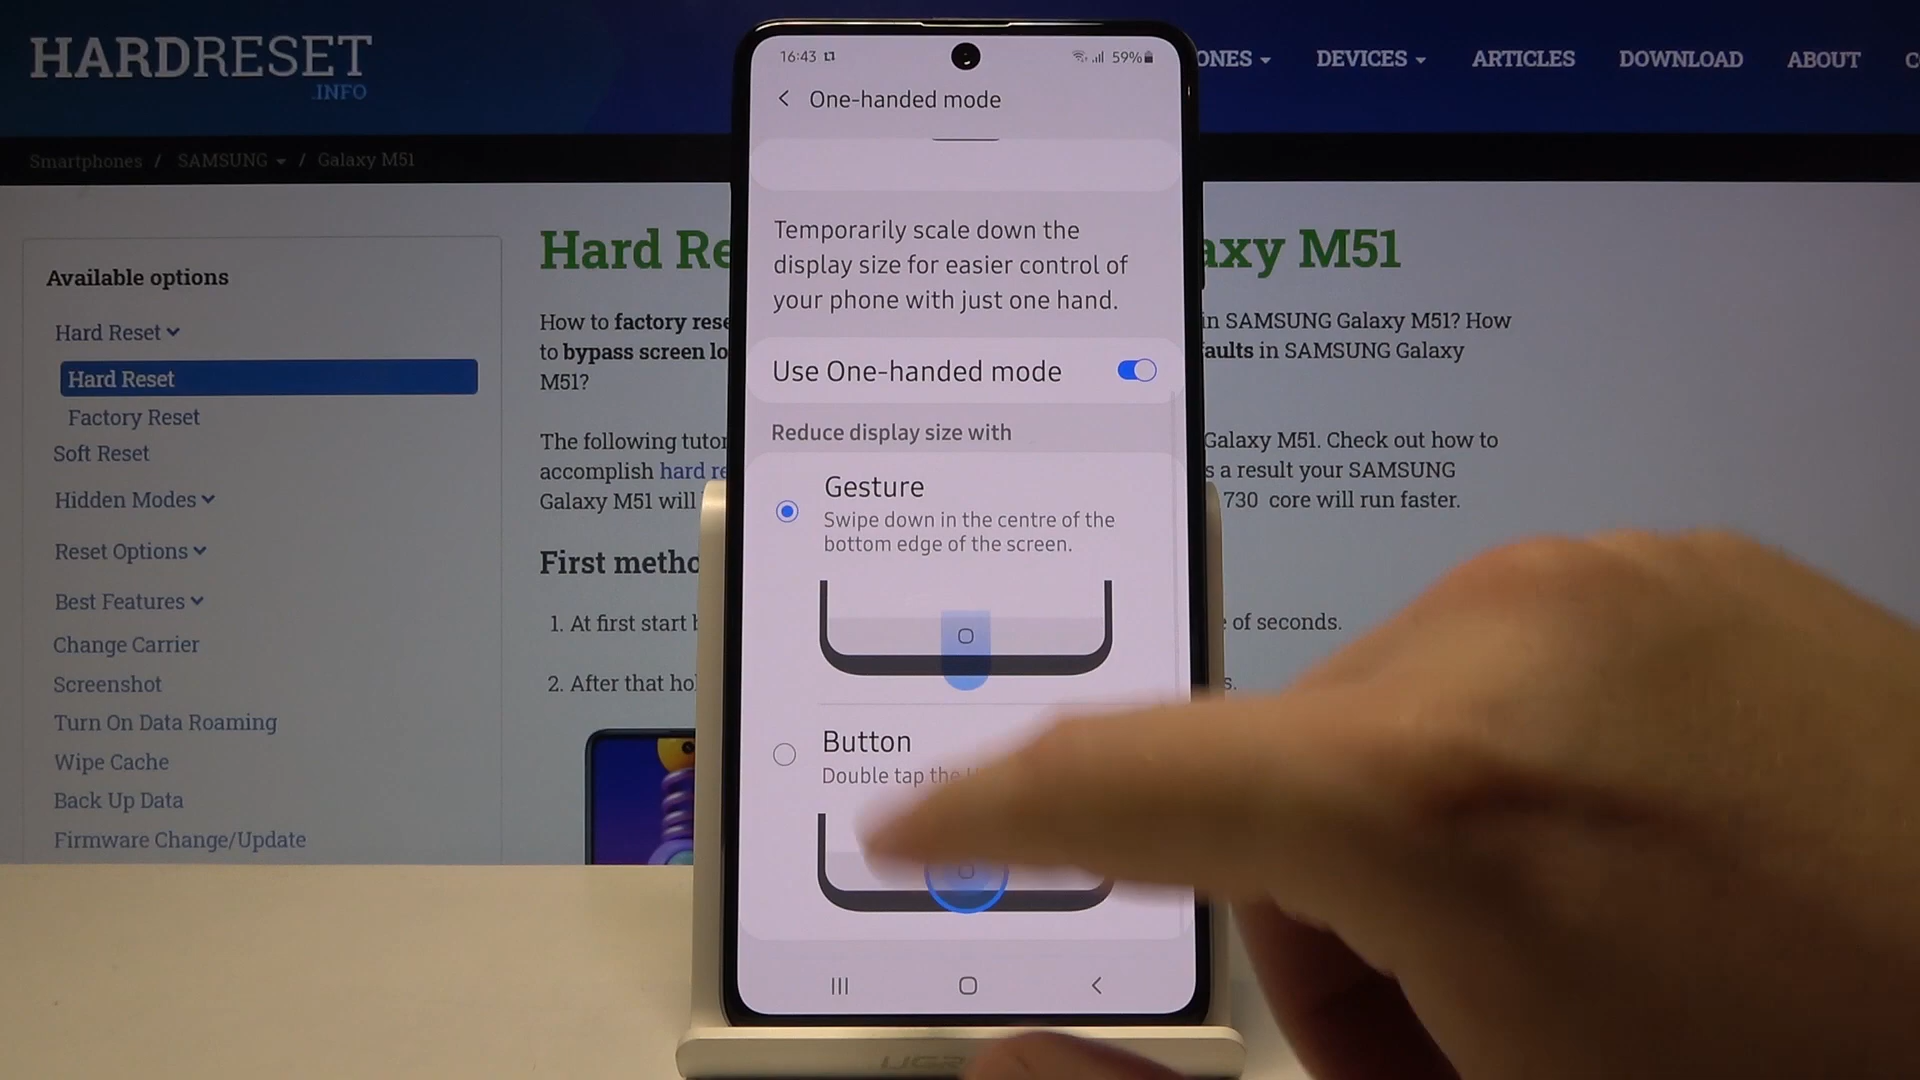 HARDRESET
.INFO
ONES
DEVICES
ARTICLES
DOWNLOAD
ABOUT
Smartphones / SAMSUNG / Galaxy M51
Available options
Hard Reset
Hard Reset
Factory Reset
Soft Reset
Hidden Modes
Reset Options
Best Features
Change Carrier
Screenshot
Turn On Data Roaming
Wipe Cache
Back Up Data
Firmware Change/Update
Hard Re
axy M51
How to factory rese
in SAMSUNG Galaxy M51? How
to bypass screen lo
aults in SAMSUNG Galaxy
M51?
The following tutor
Galaxy M51. Check out how to
accomplish hard re
s a result your SAMSUNG
Galaxy M51 will
730 core will run faster.
First metho
1. At first start
of seconds.
2. After that ho
s.
16:43
59%
One-handed mode
Temporarily scale down the
display size for easier control of
your phone with just one hand.
Use One-handed mode
Reduce display size with
Gesture
Swipe down in the centre of the
bottom edge of the screen.
Button
Double tap the